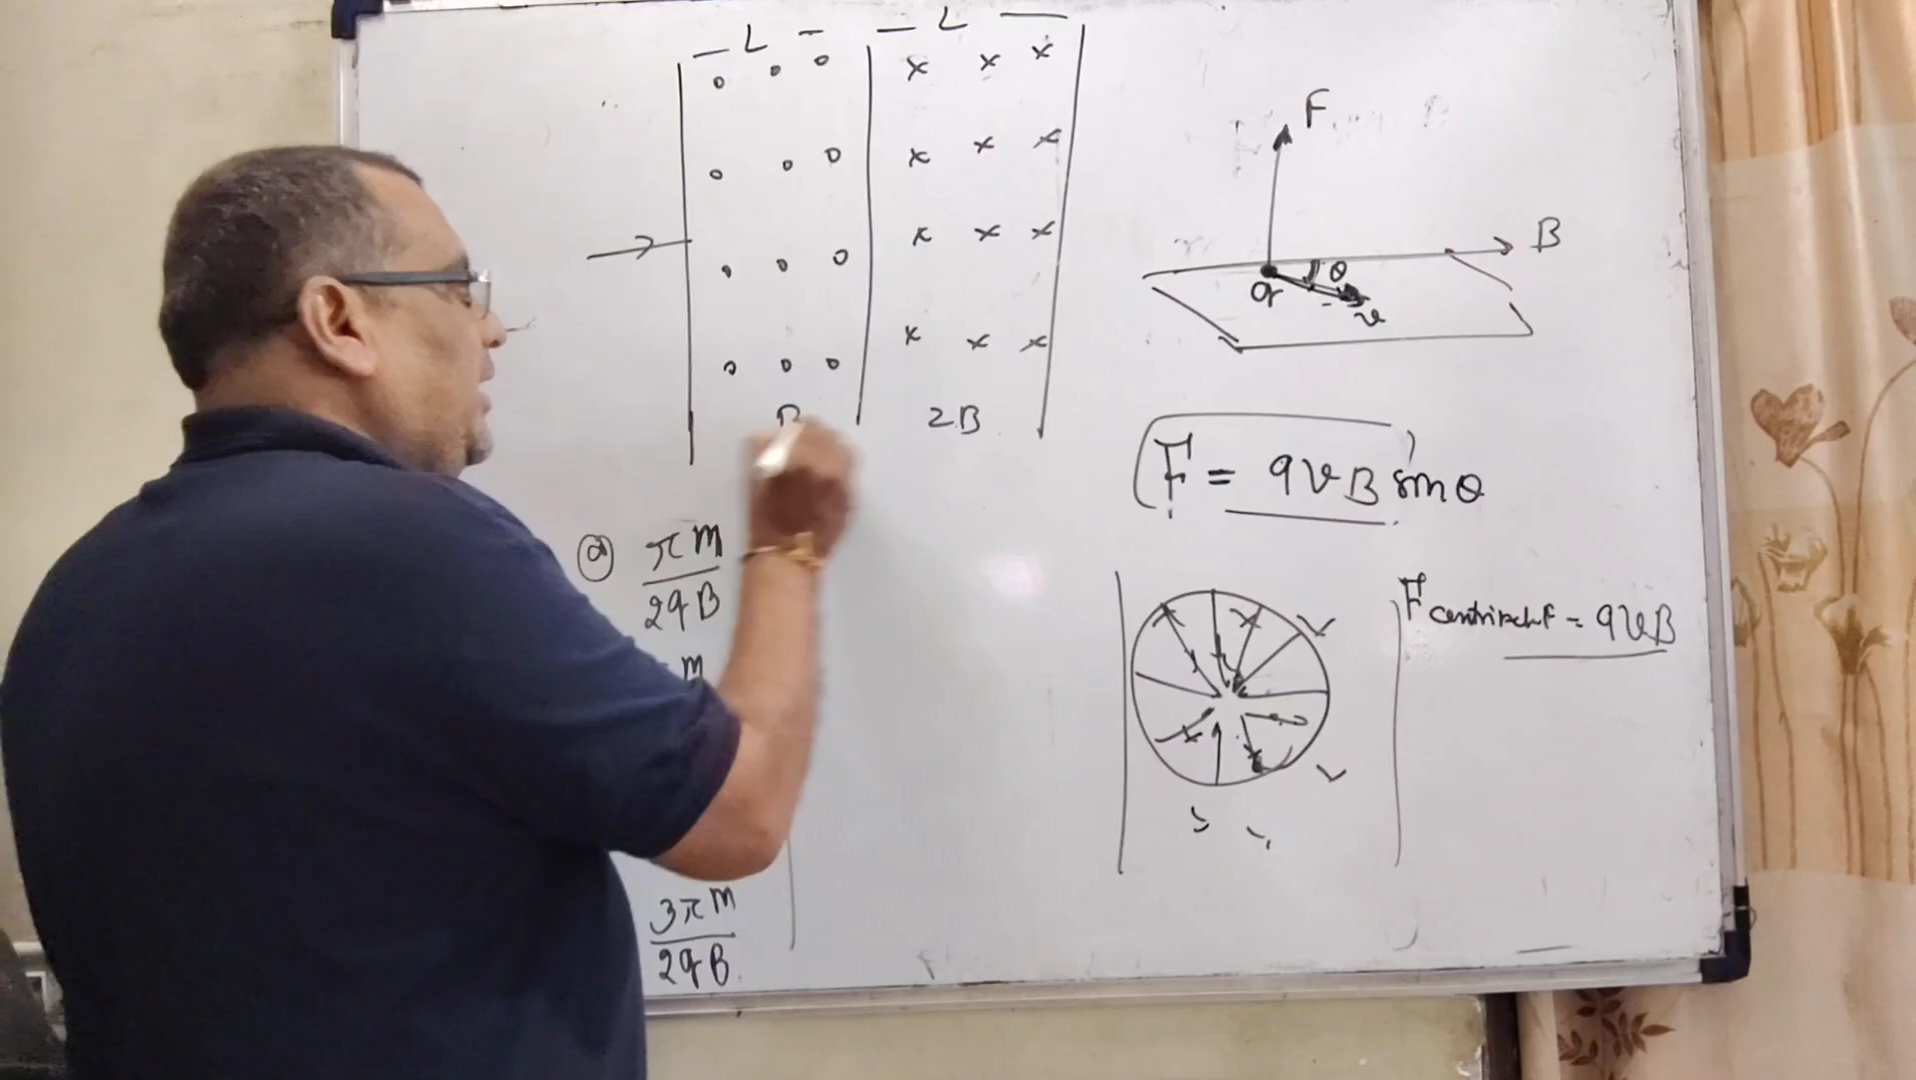 L L
B 2B
F
B
θ
q
v
F = qvB sinθ
(a) πm
2qB
m
3πm
2qB
F centripetal = qvB